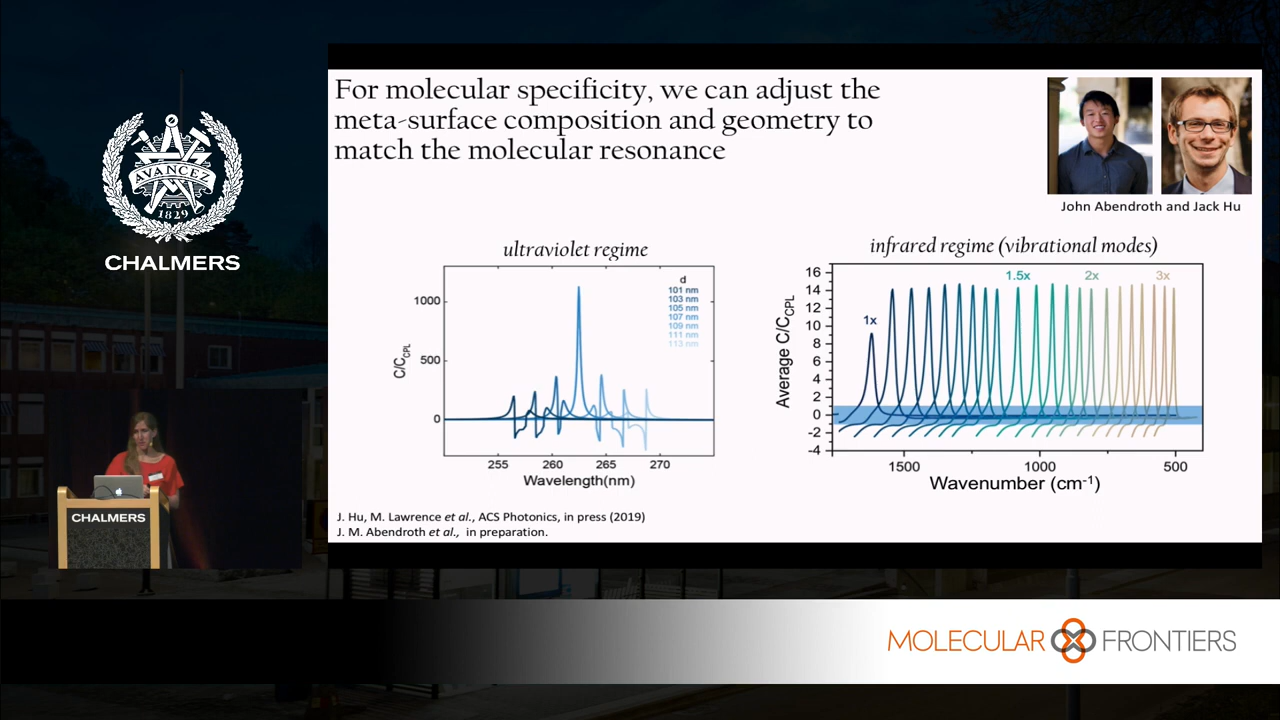 AVANCEZ
1829
CHALMERS
CHALMERS
For molecular specificity, we can adjust the
meta-surface composition and geometry to
match the molecular resonance
John Abendroth and Jack Hu
ultraviolet regime
d
101 nm
103 nm
105 nm
107 nm
109 nm
111 nm
113 nm
1000
500
0
C/C_CPL
255 260 265 270
Wavelength(nm)
infrared regime (vibrational modes)
1x 1.5x 2x 3x
16
14
12
10
8
6
4
2
0
-2
-4
Average C/C_CPL
1500 1000 500
Wavenumber (cm⁻¹)
J. Hu, M. Lawrence et al., ACS Photonics, in press (2019)
J. M. Abendroth et al., in preparation.
MOLECULAR FRONTIERS